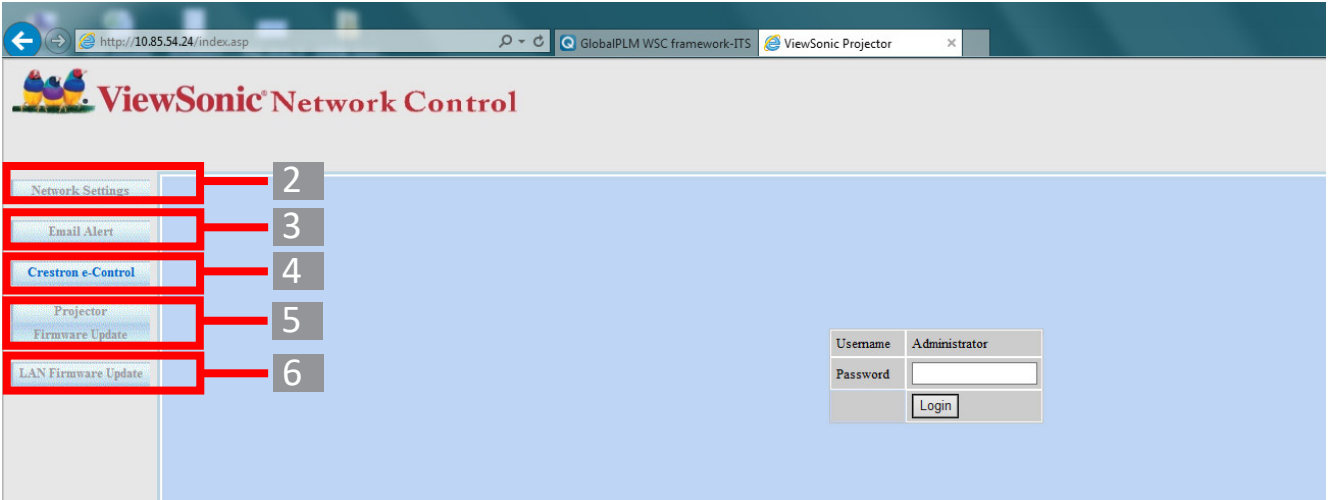 http://10.85.54.24/index.asp
GlobalPLM WSC framework-ITS
ViewSonic Projector
ViewSonic® Network Control
Network Settings 2
Email Alert 3
Crestron e-Control 4
Projector
Firmware Update 5
LAN Firmware Update 6
Username Administrator
Password
Login